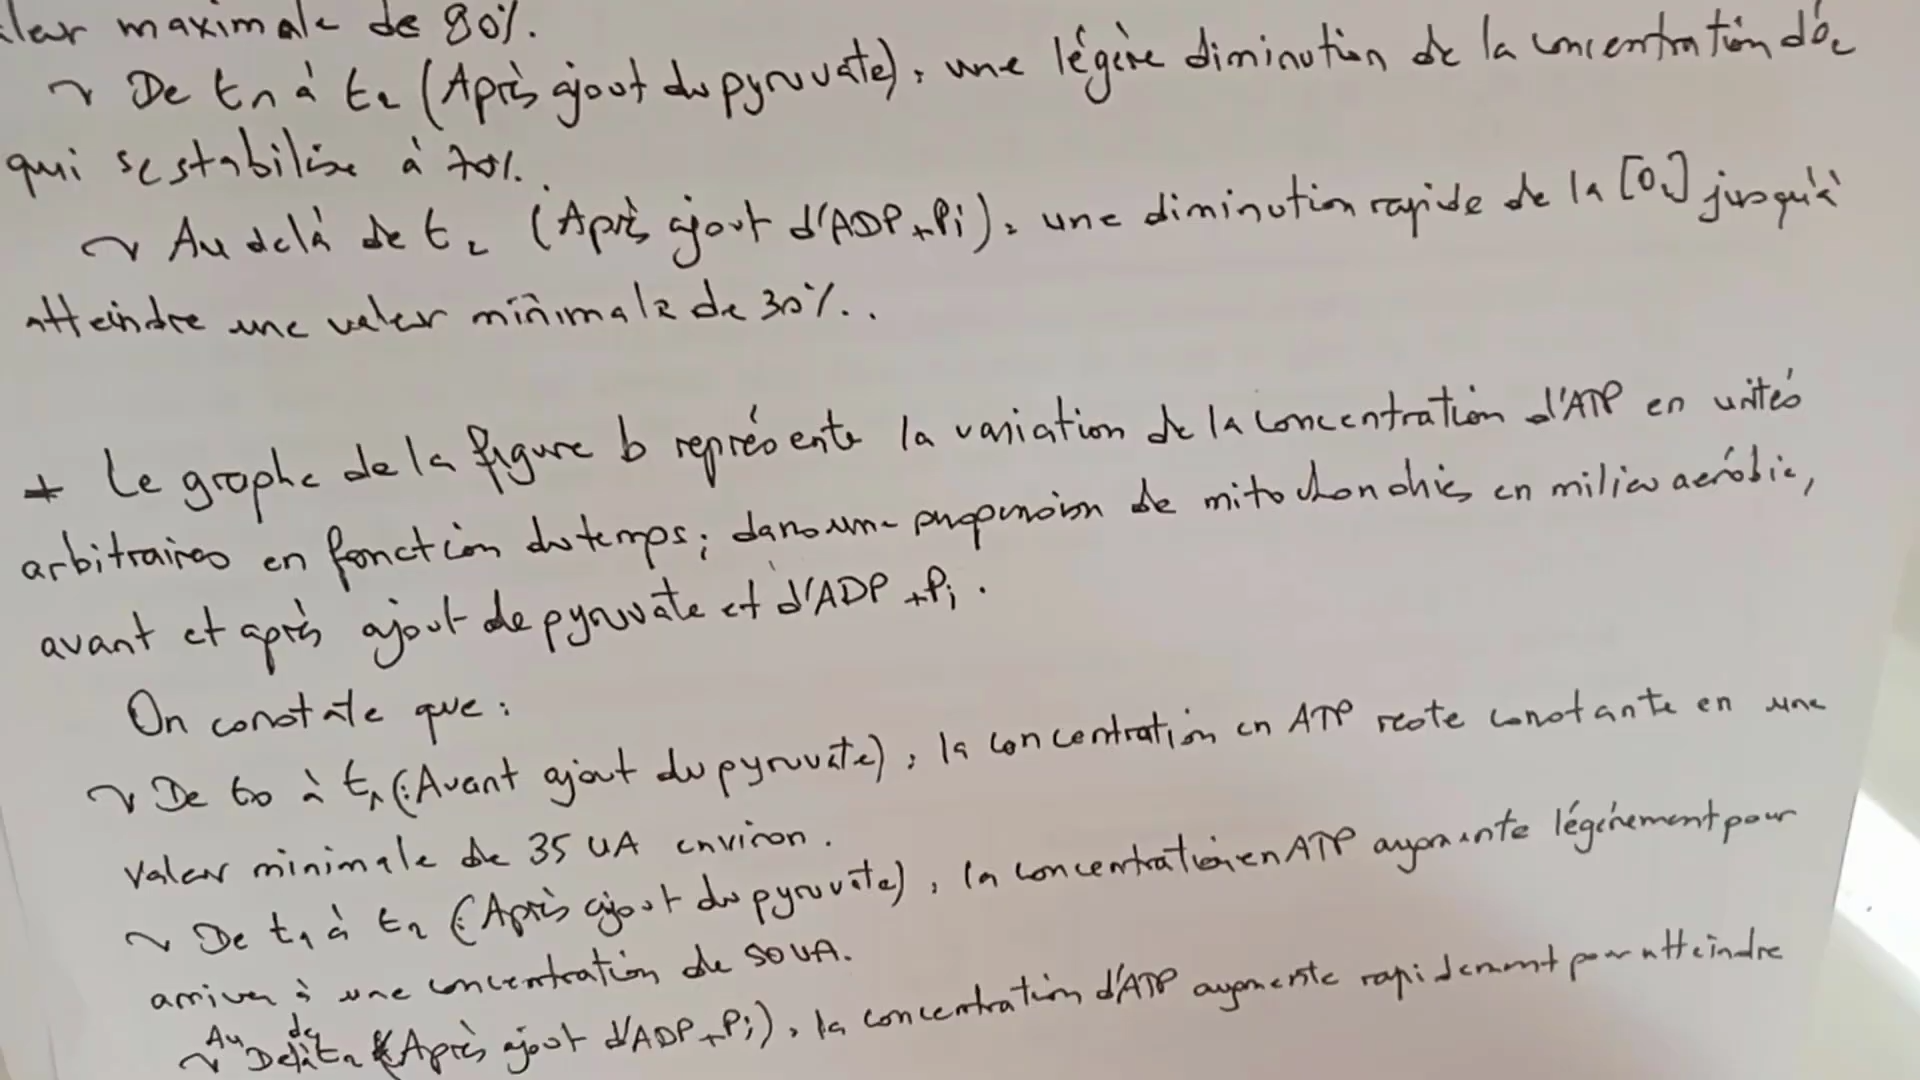 maximale de 80%.
~ De t1 à t2 (Après ajout du pyruvate), une légère diminution de la concentration d'O2
qui se stabilise à 70%.
~ Au delà de t2 (Après ajout d'ADP+Pi), une diminution rapide de la [O2] jusqu'à
atteindre une valeur minimale de 30%..
* Le graphe de la figure b représente la variation de la concentration d'ATP en unités
arbitraires en fonction du temps; dans une de mitochondries en milieu aérobie,
avant et après ajout de pyruvate et d'ADP+Pi.
On constate que:
~ De t0 à t1 (Avant ajout du pyruvate), la concentration en ATP reste constante en une
valeur minimale de 35 UA environ.
~ De t1 à t2 (Après ajout du pyruvate), la concentration en ATP augmente légèrement pour
arriver à une concentration de 50UA.
~ Au Delà de t2 (Après ajout d'ADP+Pi), la concentration d'ATP augmente rapidement pour atteindre